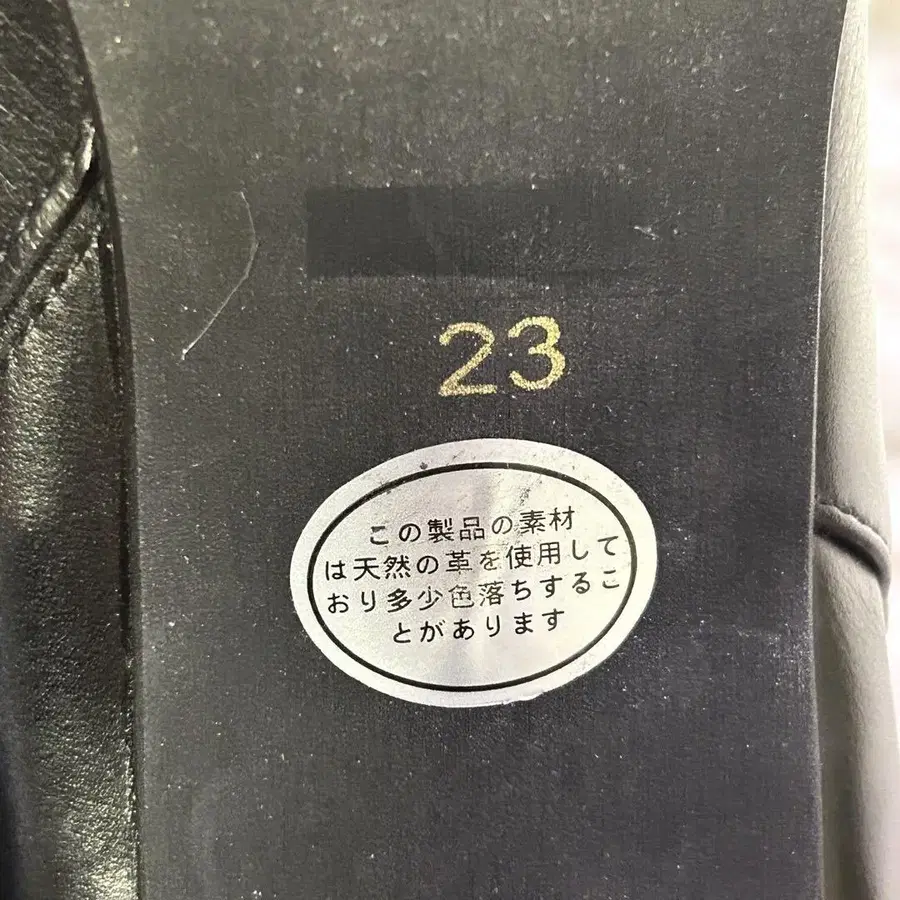 23
この製品の素材
は天然の革を使用して
おり多少色落ちするこ
とがあります